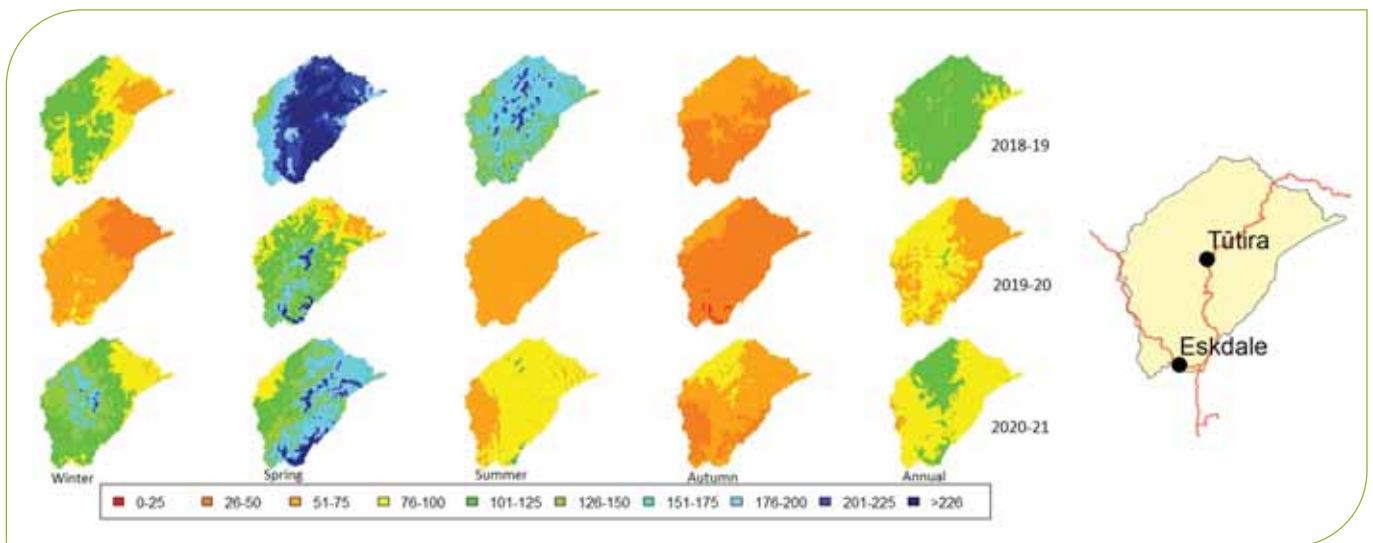 2018-19
Tūtira
2019-20
Eskdale
2020-21
Winter Spring Summer Autumn Annual
0-25 26-50 51-75 76-100 101-125 126-150 151-175 176-200 201-225 >226